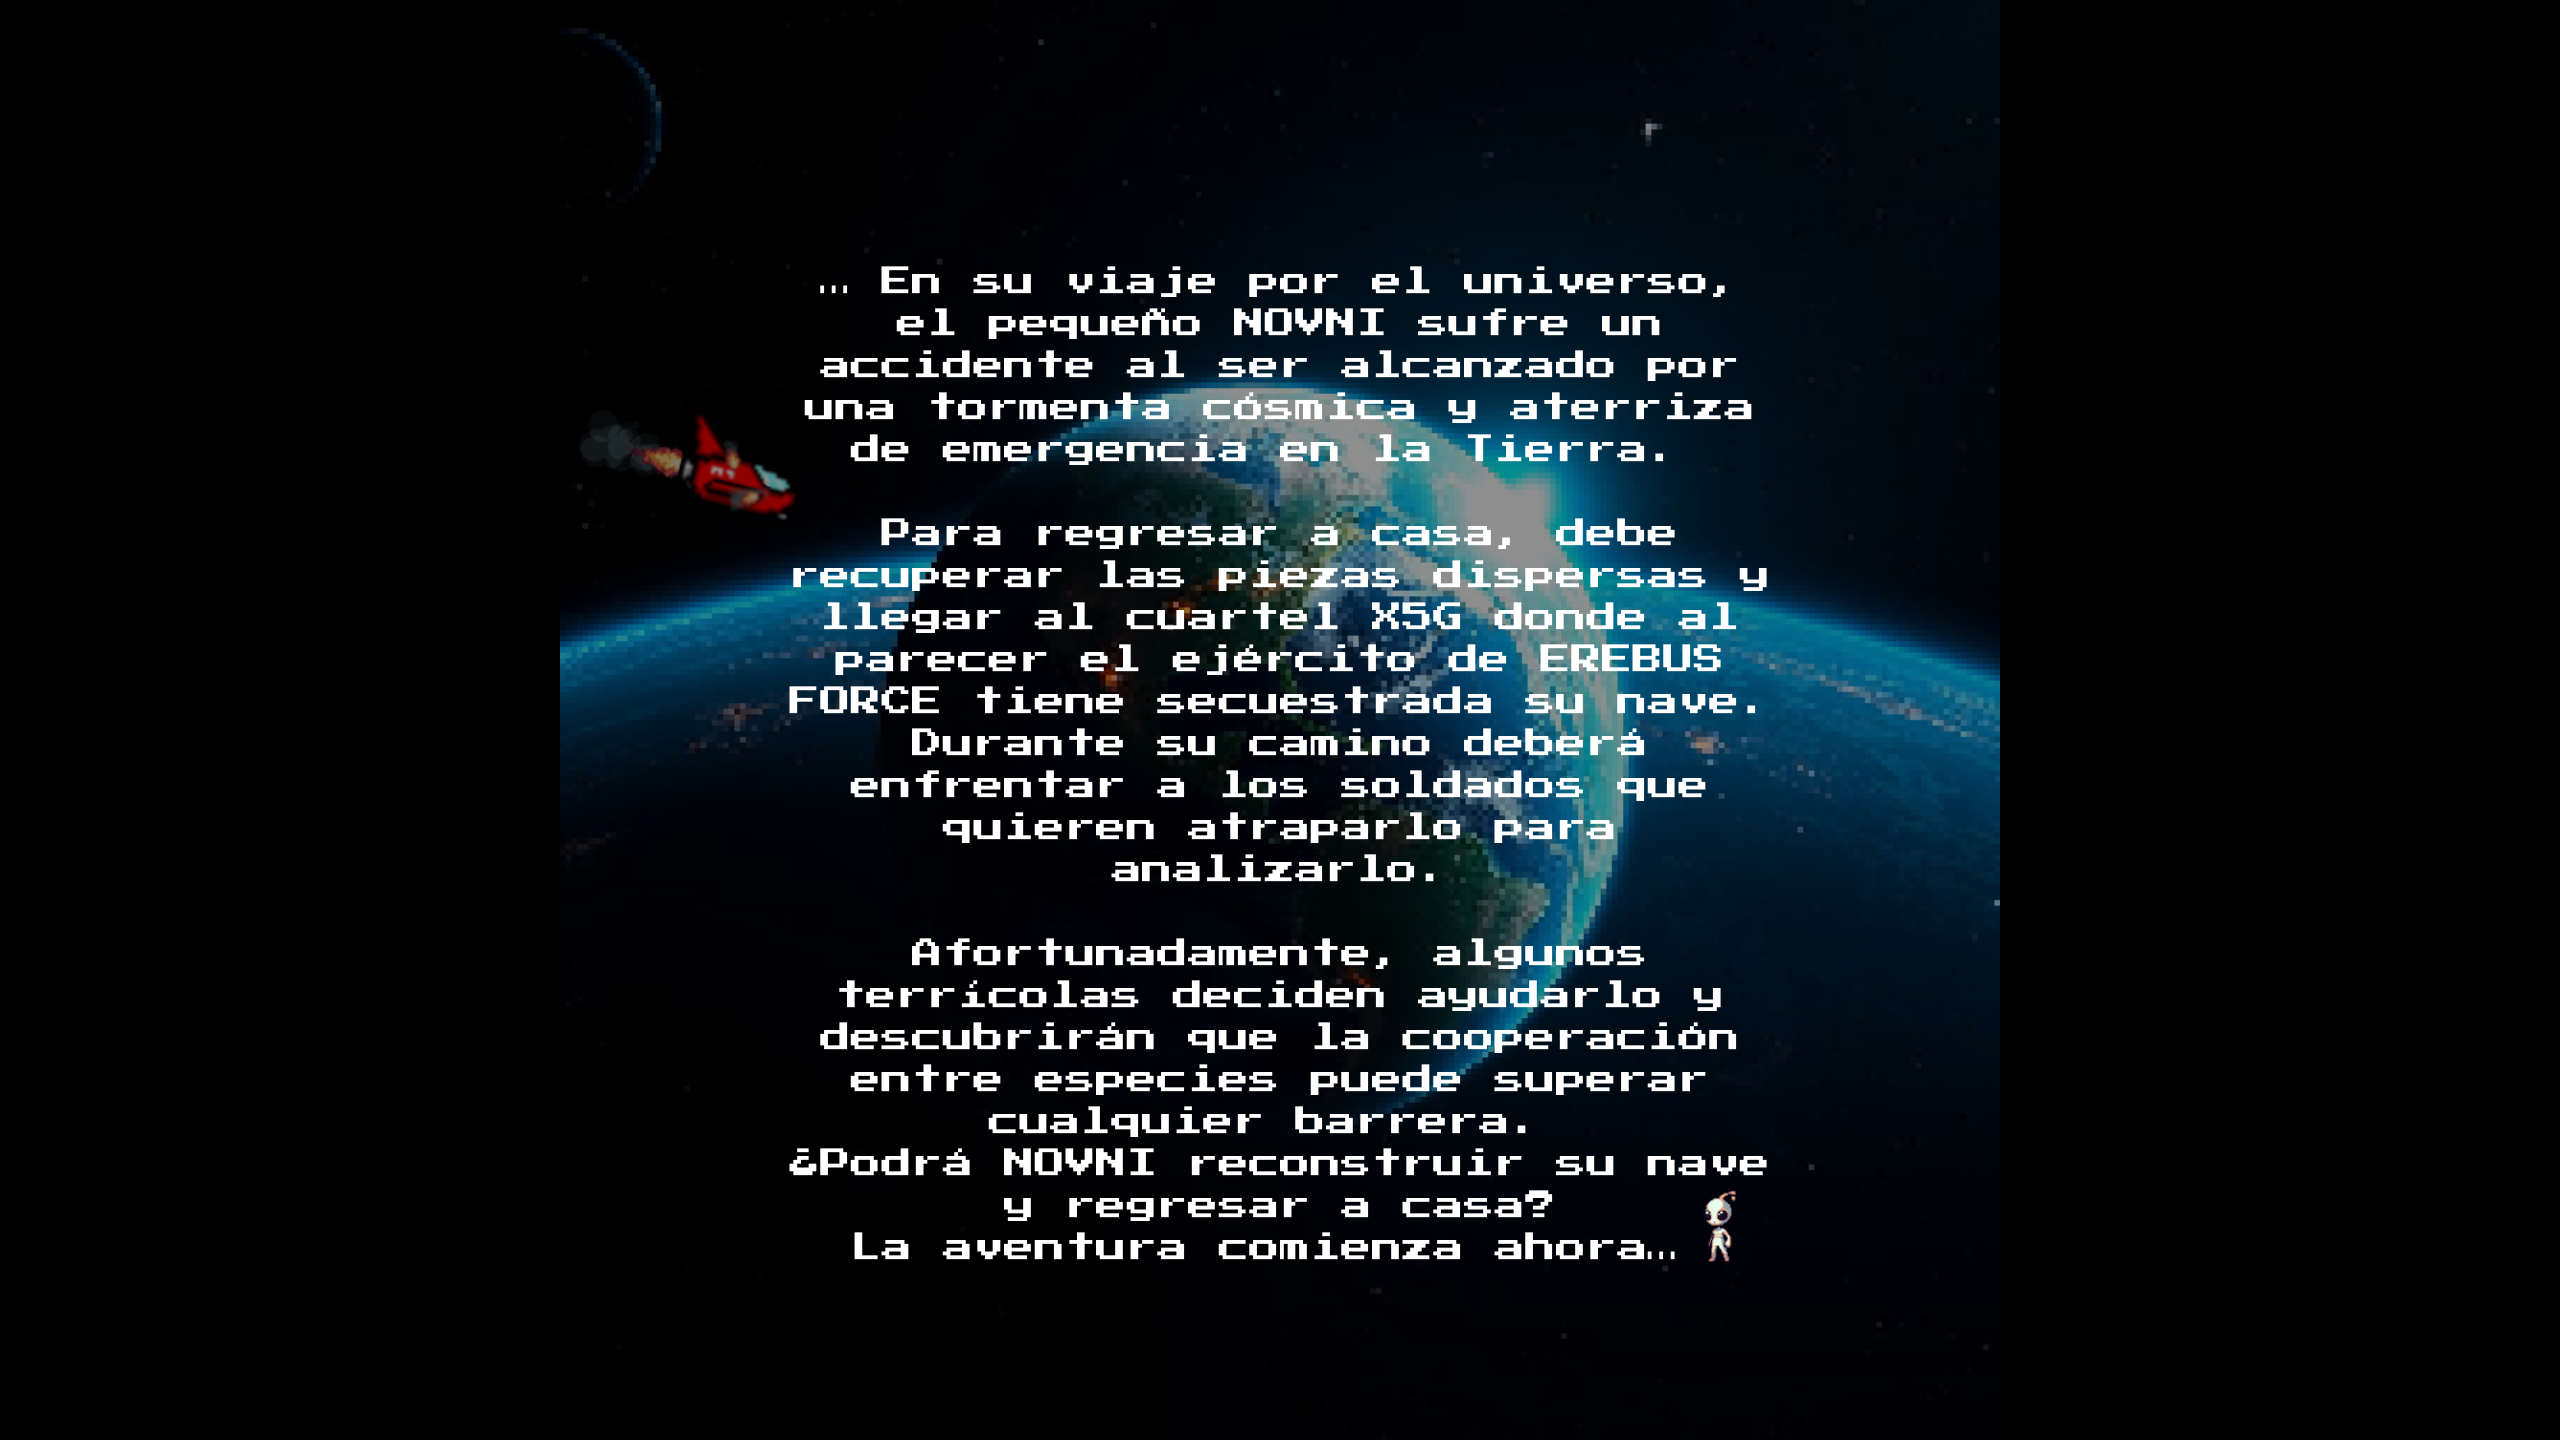 … En su viaje por el universo,
el pequeño NOVNI sufre un
accidente al ser alcanzado por
una tormenta cósmica y aterriza
de emergencia en la Tierra.
Para regresar a casa, debe
recuperar las piezas dispersas y
llegar al cuartel X5G donde al
parecer el ejército de EREBUS
FORCE tiene secuestrada su nave.
Durante su camino deberá
enfrentar a los soldados que
quieren atraparlo para
analizarlo.
Afortunadamente, algunos
terrícolas deciden ayudarlo y
descubrirán que la cooperación
entre especies puede superar
cualquier barrera.
¿Podrá NOVNI reconstruir su nave
y regresar a casa?
La aventura comienza ahora…